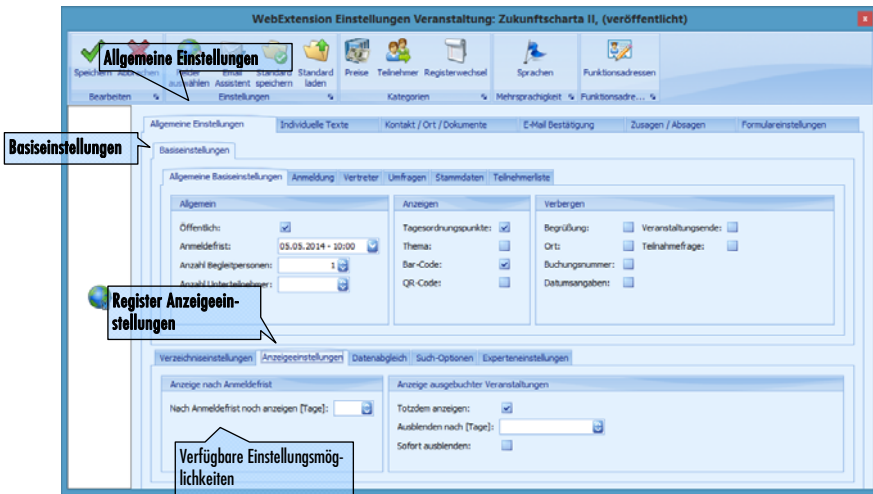 WebExtension Einstellungen Veranstaltung: Zukunftscharta II, (veröffentlicht)
Allgemeine Einstellungen
Speichern
Assistent
Standard speichern
Standard laden
Preise
Teilnehmer
Registerwechsel
Sprachen
Funktionsadressen
Bearbeiten
Einstellungen
Kategorien
Mehrsprachigkeit
Funktionsadre...
Allgemeine Einstellungen Individuelle Texte Kontakt / Ort / Dokumente E-Mail Bestätigung Zusagen / Absagen Formulareinstellungen
Basiseinstellungen
Basiseinstellungen
Allgemeine Basiseinstellungen Anmeldung Vertreter Umfragen Stammdaten Teilnehmerliste
Allgemein Anzeigen Verbergen
Öffentlich: Tagesordnungspunkte: Begrüßung: Veranstaltungsende:
Anmeldefrist: 05.05.2014 - 10:00 Thema: Ort: Teilnahmefrage:
Anzahl Begleitpersonen: 1 Bar-Code: Buchungsnummer:
Anzahl Unterteilnehmer: QR-Code: Datumsangaben:
Register Anzeigeein-
stellungen
Verzeichniseinstellungen Anzeigeeinstellungen Datenabgleich Such-Optionen Experteneinstellungen
Anzeige nach Anmeldefrist Anzeige ausgebuchter Veranstaltungen
Nach Anmeldefrist noch anzeigen [Tage]: Totzdem anzeigen:
Ausblenden nach [Tage]:
Sofort ausblenden:
Verfügbare Einstellungsmög-
lichkeiten